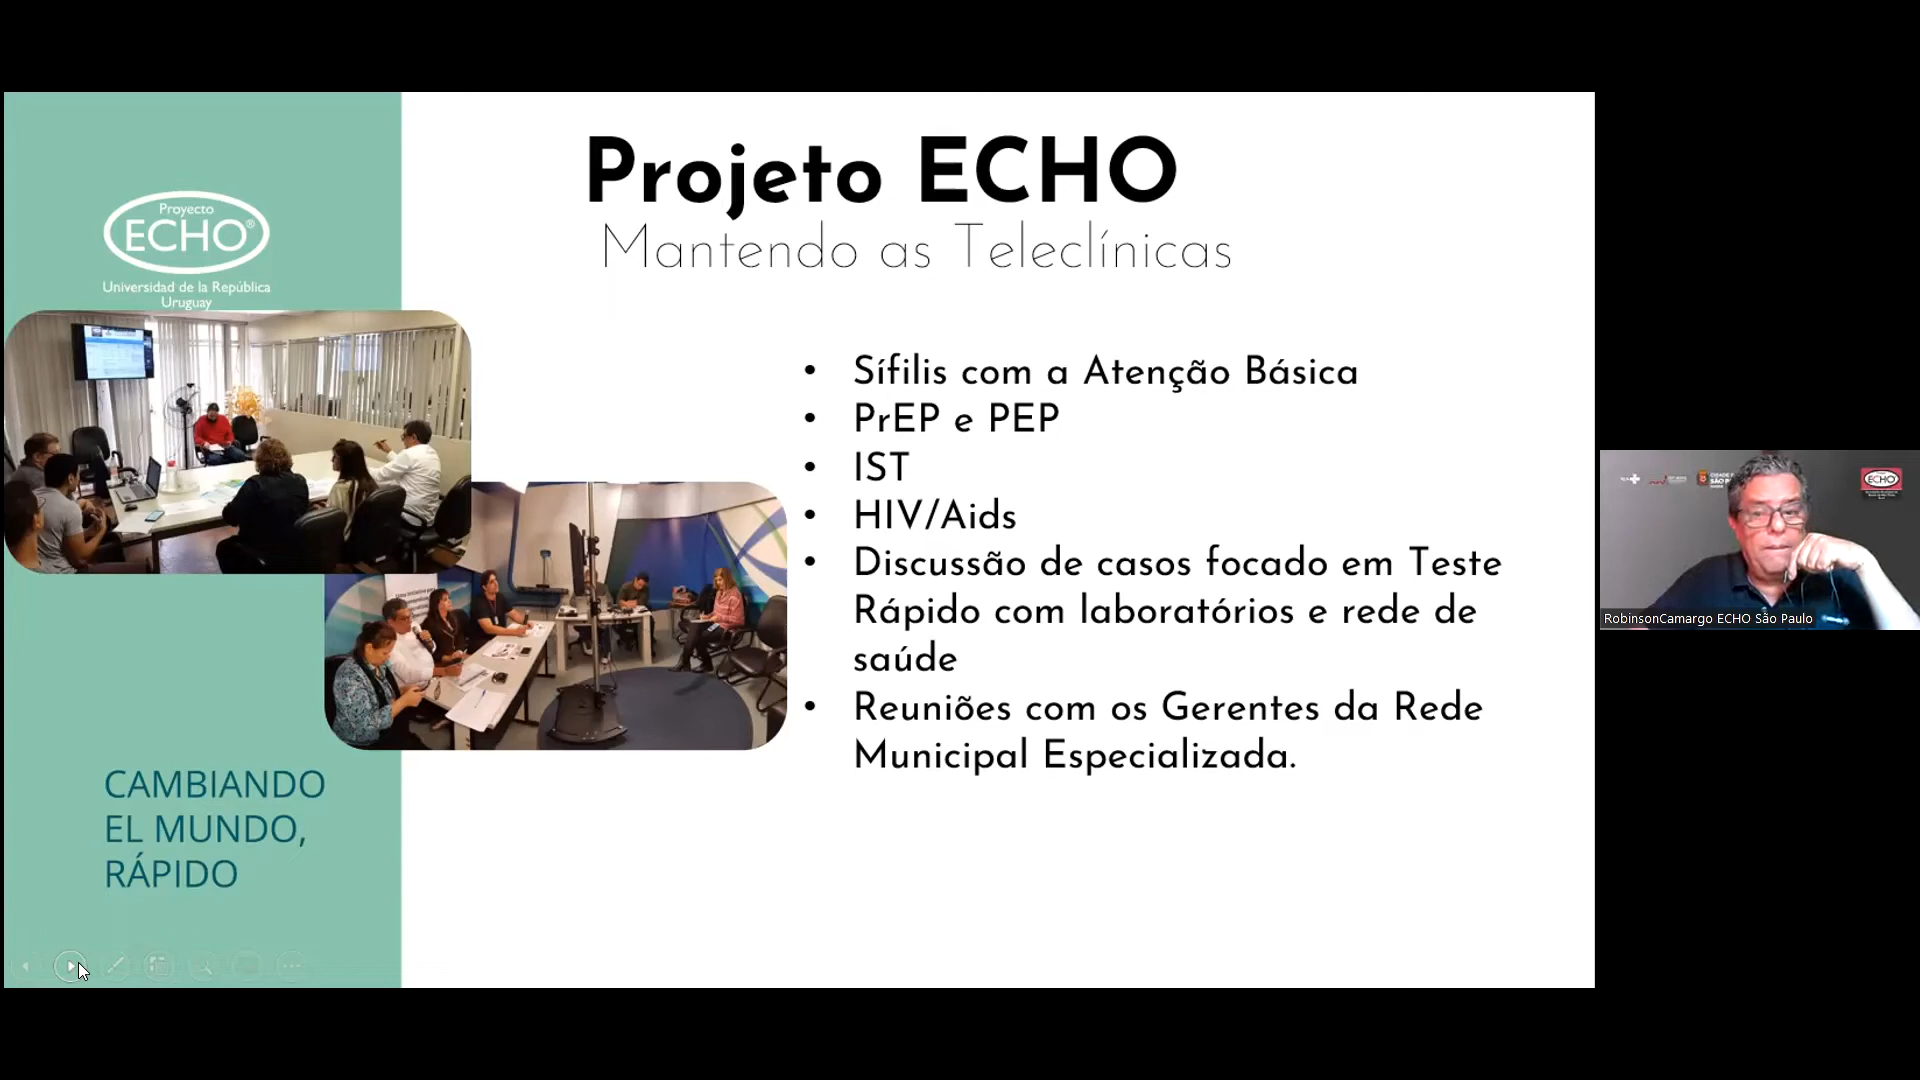 Projeto ECHO
Mantendo as Teleclínicas
Proyecto
ECHO®
Universidad de la República
Uruguay
• Sífilis com a Atenção Básica
• PrEP e PEP
• IST
• HIV/Aids
• Discussão de casos focado em Teste
Rápido com laboratórios e rede de
saúde
• Reuniões com os Gerentes da Rede
Municipal Especializada.
CAMBIANDO
EL MUNDO,
RÁPIDO
ECHO
RobinsonCamargo ECHO São Paulo